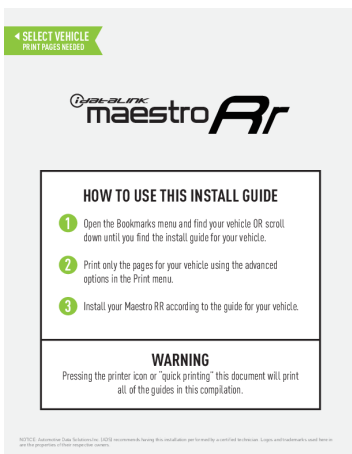 SELECT VEHICLE
PRINT PAGES NEEDED
iDATALINK
maestro Rr
HOW TO USE THIS INSTALL GUIDE
1 Open the Bookmarks menu and find your vehicle OR scroll
down until you find the install guide for your vehicle.
2 Print only the pages for your vehicle using the advanced
options in the Print menu.
3 Install your Maestro RR according to the guide for your vehicle.
WARNING
Pressing the printer icon or “quick printing” this document will print
all of the guides in this compilation.
NOTICE: Automotive Data Solutions Inc. (ADS) recommends having this installation performed by a certified technician. Logos and trademarks used here in
are the properties of their respective owners.